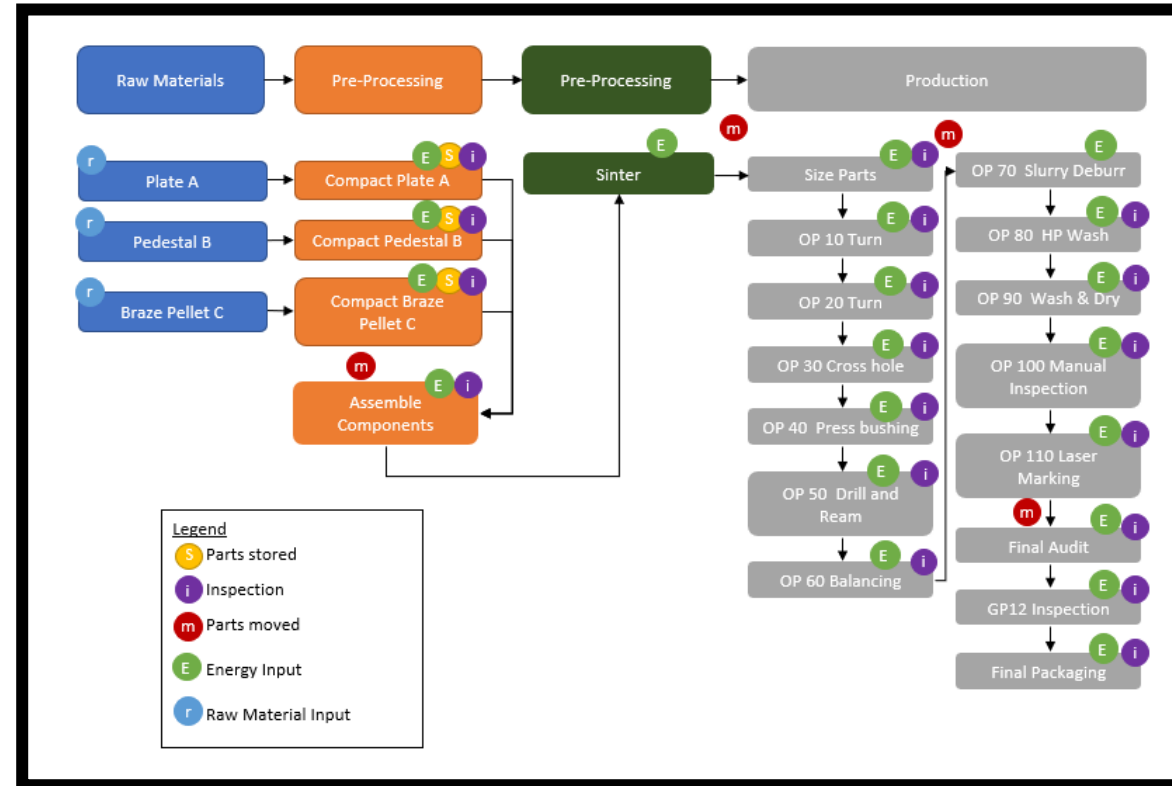 Raw Materials
Pre-Processing
Pre-Processing
Production
m
r
Plate A
E S i
Compact Plate A
r
Pedestal B
E S i
Compact Pedestal B
r
Braze Pellet C
E S i
Compact Braze
Pellet C
m
E i
Assemble
Components
E
Sinter
E i
Size Parts
E i
OP 10 Turn
E i
OP 20 Turn
E i
OP 30 Cross hole
E i
OP 40 Press bushing
E i
OP 50 Drill and
Ream
E i
OP 60 Balancing
m
E
OP 70 Slurry Deburr
E i
OP 80 HP Wash
E i
OP 90 Wash & Dry
E i
OP 100 Manual
Inspection
E i
OP 110 Laser
Marking
m
E i
Final Audit
E i
GP12 Inspection
E i
Final Packaging
Legend
S Parts stored
i Inspection
m Parts moved
E Energy Input
r Raw Material Input